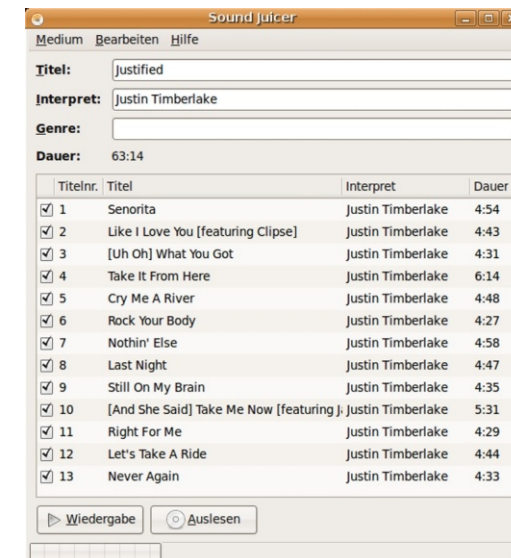 Sound Juicer
Medium Bearbeiten Hilfe
Titel: Justified
Interpret: Justin Timberlake
Genre:
Dauer: 63:14
Titelnr. Titel Interpret Dauer
1 Senorita Justin Timberlake 4:54
2 Like I Love You [featuring Clipse] Justin Timberlake 4:43
3 [Uh Oh] What You Got Justin Timberlake 4:31
4 Take It From Here Justin Timberlake 6:14
5 Cry Me A River Justin Timberlake 4:48
6 Rock Your Body Justin Timberlake 4:27
7 Nothin' Else Justin Timberlake 4:58
8 Last Night Justin Timberlake 4:47
9 Still On My Brain Justin Timberlake 4:35
10 [And She Said] Take Me Now [featuring J Justin Timberlake 5:31
11 Right For Me Justin Timberlake 4:29
12 Let's Take A Ride Justin Timberlake 4:44
13 Never Again Justin Timberlake 4:33
Wiedergabe Auslesen